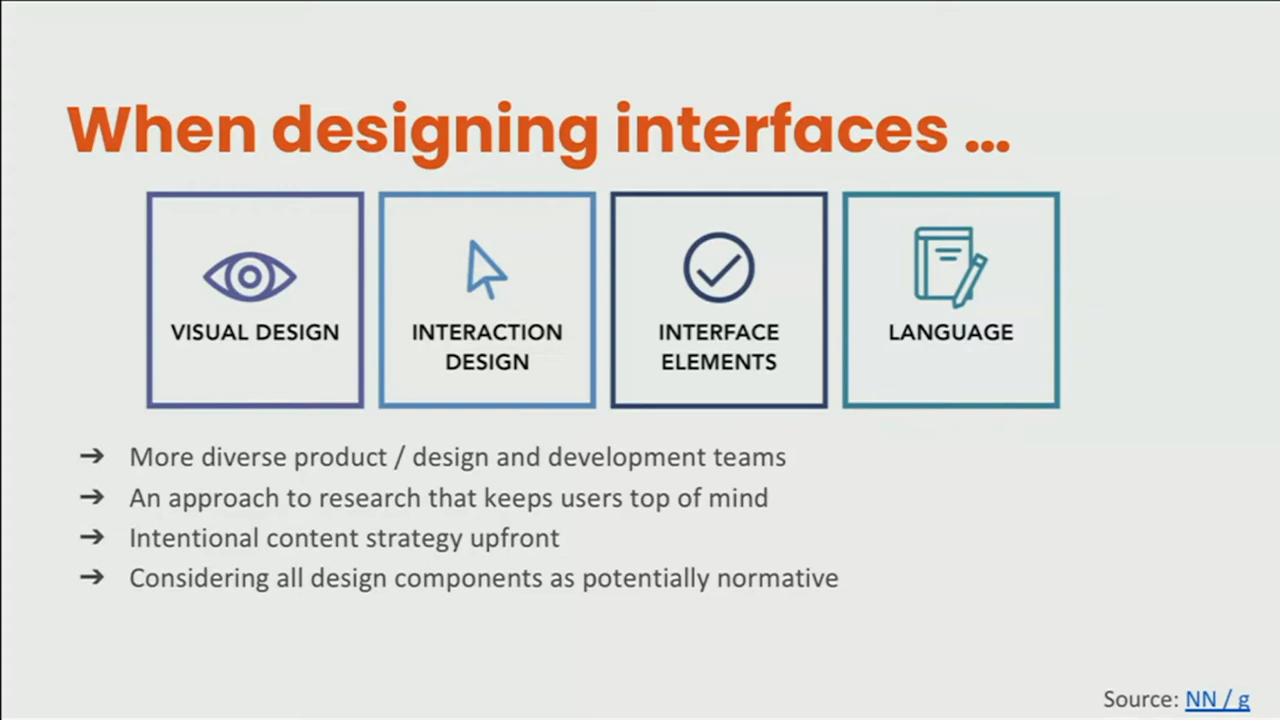 When designing interfaces ...
VISUAL DESIGN
INTERACTION
DESIGN
INTERFACE
ELEMENTS
LANGUAGE
➔ More diverse product / design and development teams
➔ An approach to research that keeps users top of mind
➔ Intentional content strategy upfront
➔ Considering all design components as potentially normative
Source: NN / g